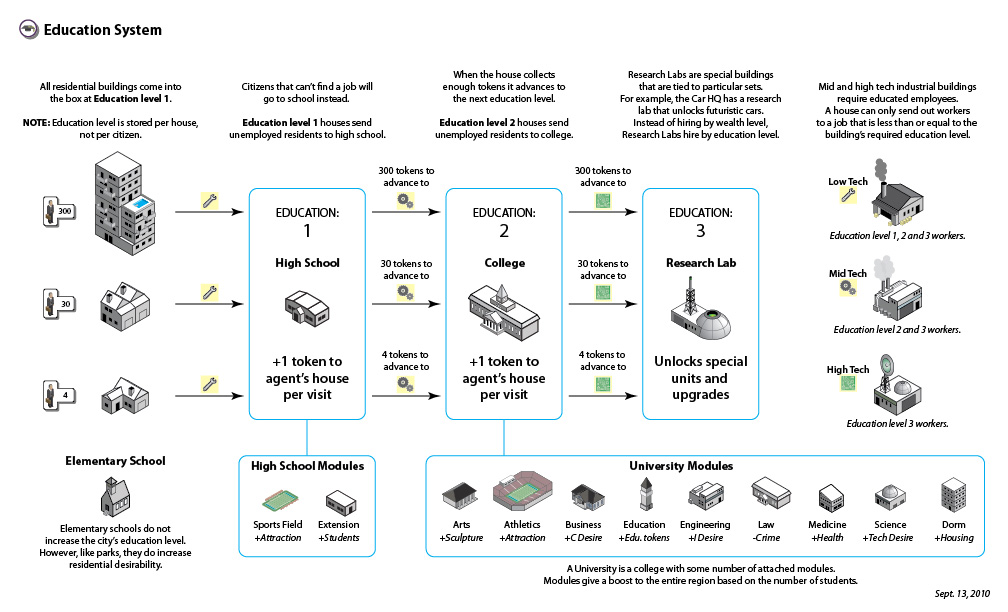 Education System
All residential buildings come into
the box at Education level 1.
NOTE: Education level is stored per house,
not per citizen.
Citizens that can't find a job will
go to school instead.
Education level 1 houses send
unemployed residents to high school.
When the house collects
enough tokens it advances to
the next education level.
Education level 2 houses send
unemployed residents to college.
Research Labs are special buildings
that are tied to particular sets.
For example, the Car HQ has a research
lab that unlocks futuristic cars.
Instead of hiring by wealth level,
Research Labs hire by education level.
Mid and high tech industrial buildings
require educated employees.
A house can only send out workers
to a job that is less than or equal to the
building's required education level.
300
30
4
EDUCATION:
1
High School
+1 token to
agent's house
per visit
300 tokens to
advance to
30 tokens to
advance to
4 tokens to
advance to
EDUCATION:
2
College
+1 token to
agent's house
per visit
300 tokens to
advance to
30 tokens to
advance to
4 tokens to
advance to
EDUCATION:
3
Research Lab
Unlocks special
units and
upgrades
Low Tech
Education level 1, 2 and 3 workers.
Mid Tech
Education level 2 and 3 workers.
High Tech
Education level 3 workers.
Elementary School
Elementary schools do not
increase the city's education level.
However, like parks, they do increase
residential desirability.
High School Modules
Sports Field
+Attraction
Extension
+Students
University Modules
Arts
+Sculpture
Athletics
+Attraction
Business
+C Desire
Education
+Edu. tokens
Engineering
+I Desire
Law
-Crime
Medicine
+Health
Science
+Tech Desire
Dorm
+Housing
A University is a college with some number of attached modules.
Modules give a boost to the entire region based on the number of students.
Sept. 13, 2010